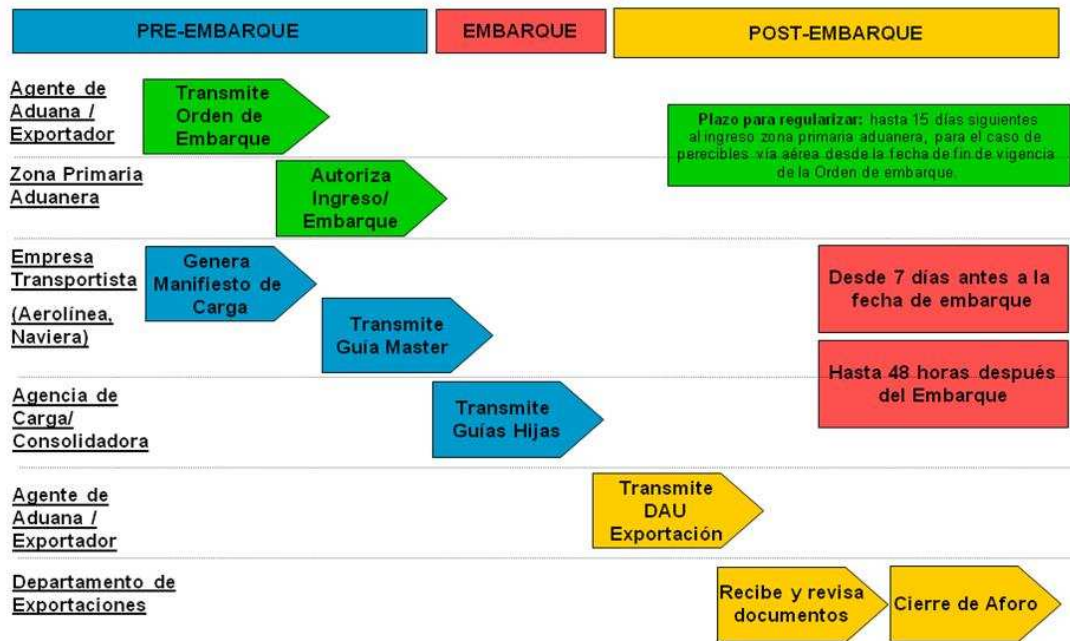 PRE-EMBARQUE
EMBARQUE
POST-EMBARQUE
Agente de
Aduana /
Exportador
Transmite
Orden de
Embarque
Plazo para regularizar: hasta 15 días siguientes
al ingreso zona primaria aduanera, para el caso de
perecibles vía aérea desde la fecha de fin de vigencia
de la Orden de embarque.
Zona Primaria
Aduanera
Autoriza
Ingreso/
Embarque
Empresa
Transportista
(Aerolínea,
Naviera)
Genera
Manifiesto de
Carga
Transmite
Guía Master
Desde 7 días antes a la
fecha de embarque
Hasta 48 horas después
del Embarque
Agencia de
Carga/
Consolidadora
Transmite
Guías Hijas
Agente de
Aduana /
Exportador
Transmite
DAU
Exportación
Departamento de
Exportaciones
Recibe y revisa
documentos
Cierre de Aforo